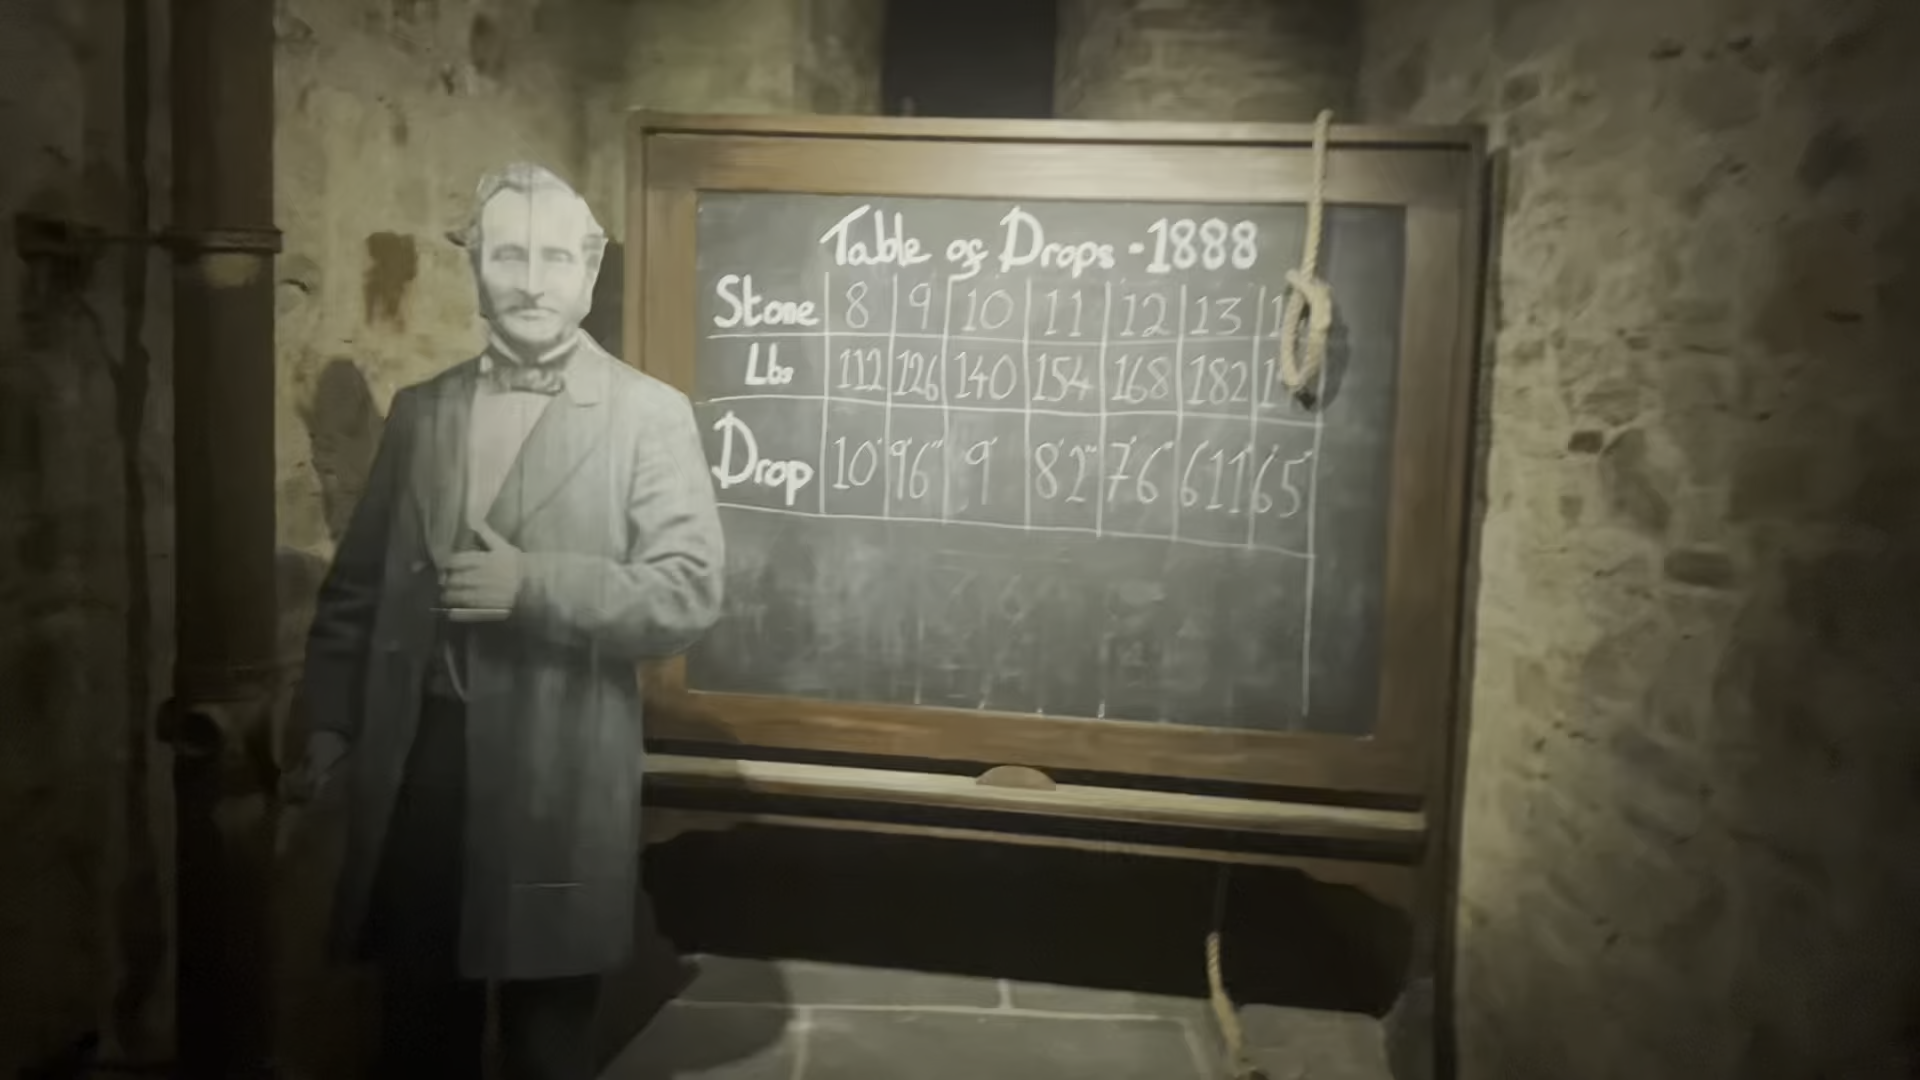 Table of Drops - 1888
Stone 8 9 10 11 12 13
Lbs 112 126 140 154 168 182
Drop 10' 9'6" 9' 8'2" 7'6" 6'11 6'5"